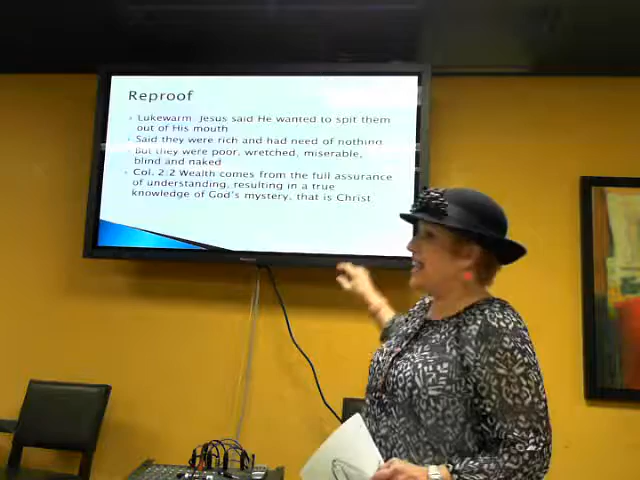 Reproof
Lukewarm. Jesus said He wanted to spit them
out of His mouth
Said they were rich and had need of nothing
But they were poor, wretched, miserable,
blind and naked
Col. 2:2 Wealth comes from the full assurance
of understanding, resulting in a true
knowledge of God's mystery, that is Christ